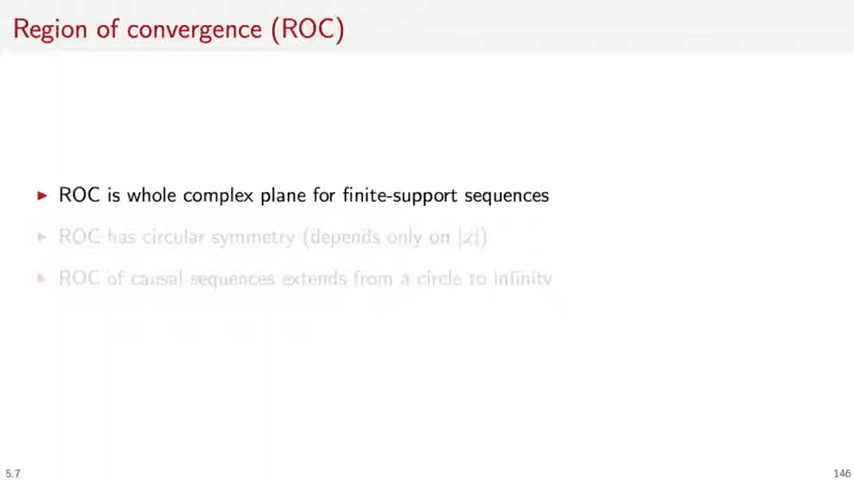 Region of convergence (ROC)
▶ ROC is whole complex plane for finite-support sequences
▶ ROC has circular symmetry (depends only on |z|)
▶ ROC of causal sequences extends from a circle to infinity
5.7
146